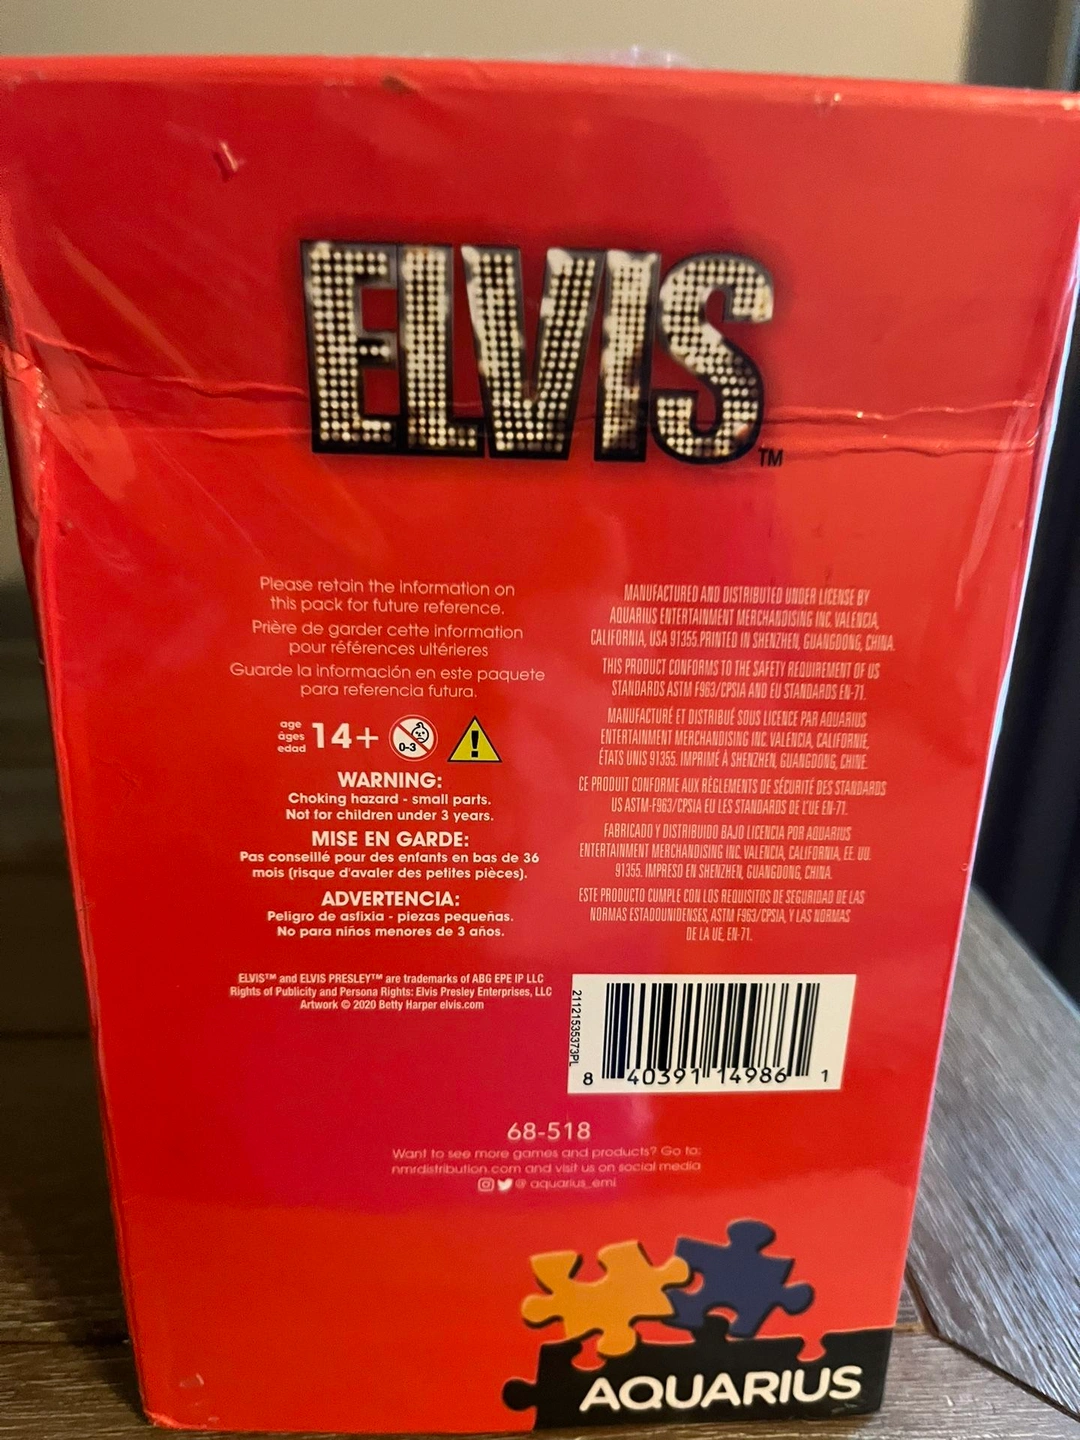 ELVIS™
Please retain the information on
this pack for future reference.
Prière de garder cette information
pour références ultérieures
Guarde la información en este paquete
para referencia futura.
age
âges
edad
14+
0-3
WARNING:
Choking hazard - small parts.
Not for children under 3 years.
MISE EN GARDE:
Pas conseillé pour des enfants en bas de 36
mois (risque d'avaler des petites pièces).
ADVERTENCIA:
Peligro de asfixia - piezas pequeñas.
No para niños menores de 3 años.
MANUFACTURED AND DISTRIBUTED UNDER LICENSE BY
AQUARIUS ENTERTAINMENT MERCHANDISING INC. VALENCIA,
CALIFORNIA, USA 91355.PRINTED IN SHENZHEN, GUANGDONG, CHINA.
THIS PRODUCT CONFORMS TO THE SAFETY REQUIREMENT OF US
STANDARDS ASTM F963/CPSIA AND EU STANDARDS EN-71.
MANUFACTURÉ ET DISTRIBUÉ SOUS LICENCE PAR AQUARIUS
ENTERTAINMENT MERCHANDISING INC. VALENCIA, CALIFORNIE,
ÉTATS UNIS 91355. IMPRIMÉ À SHENZHEN, GUANGDONG, CHINE.
CE PRODUIT CONFORME AUX RÈGLEMENTS DE SÉCURITÉ DES STANDARDS
US ASTM-F963/CPSIA EU LES STANDARDS DE L'UE EN-71.
FABRICADO Y DISTRIBUIDO BAJO LICENCIA POR AQUARIUS
ENTERTAINMENT MERCHANDISING INC. VALENCIA, CALIFORNIA, EE. UU.
91355. IMPRESO EN SHENZHEN, GUANGDONG, CHINA.
ESTE PRODUCTO CUMPLE CON LOS REQUISITOS DE SEGURIDAD DE LAS
NORMAS ESTADOUNIDENSES, ASTM F963/CPSIA, Y LAS NORMAS
DE LA UE, EN-71.
ELVIS™ and ELVIS PRESLEY™ are trademarks of ABG EPE IP LLC
Rights of Publicity and Persona Rights: Elvis Presley Enterprises, LLC
Artwork © 2020 Betty Harper elvis.com
21121535373PL
8 40391 14986 1
68-518
Want to see more games and products? Go to:
nmrdistribution.com and visit us on social media
@ aquarius_emi
AQUARIUS